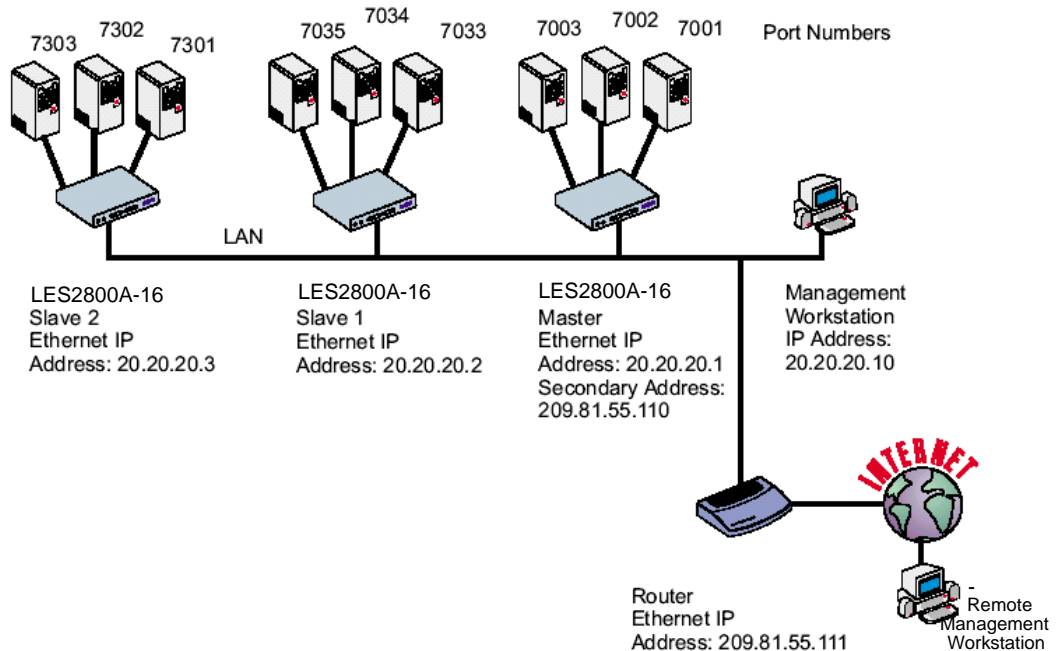 7303
7302
7301
7035
7034
7033
7003
7002
7001
Port Numbers
LAN
LES2800A-16
Slave 2
Ethernet IP
Address: 20.20.20.3
LES2800A-16
Slave 1
Ethernet IP
Address: 20.20.20.2
LES2800A-16
Master
Ethernet IP
Address: 20.20.20.1
Secondary Address:
209.81.55.110
Management
Workstation
IP Address:
20.20.20.10
INTERNET
Router
Ethernet IP
Address: 209.81.55.111
-
Remote
Management
Workstation